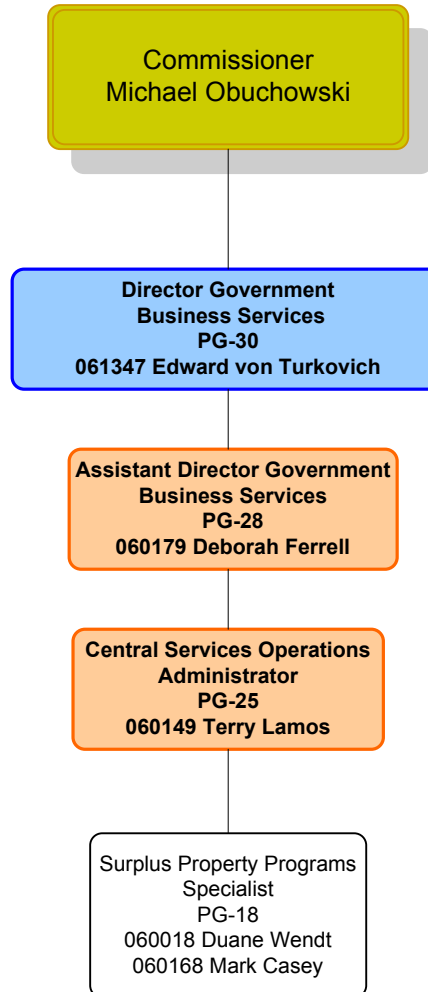 Commissioner
Michael Obuchowski
Director Government
Business Services
PG-30
061347 Edward von Turkovich
Assistant Director Government
Business Services
PG-28
060179 Deborah Ferrell
Central Services Operations
Administrator
PG-25
060149 Terry Lamos
Surplus Property Programs
Specialist
PG-18
060018 Duane Wendt
060168 Mark Casey